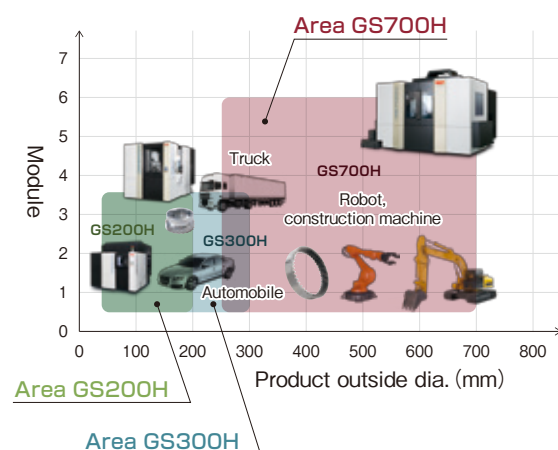 Area GS700H
7
6
5
4
3
2
1
0
Module
Truck
GS700H
Robot,
construction machine
GS200H
GS300H
Automobile
0 100 200 300 400 500 600 700 800
Product outside dia. (mm)
Area GS200H
Area GS300H